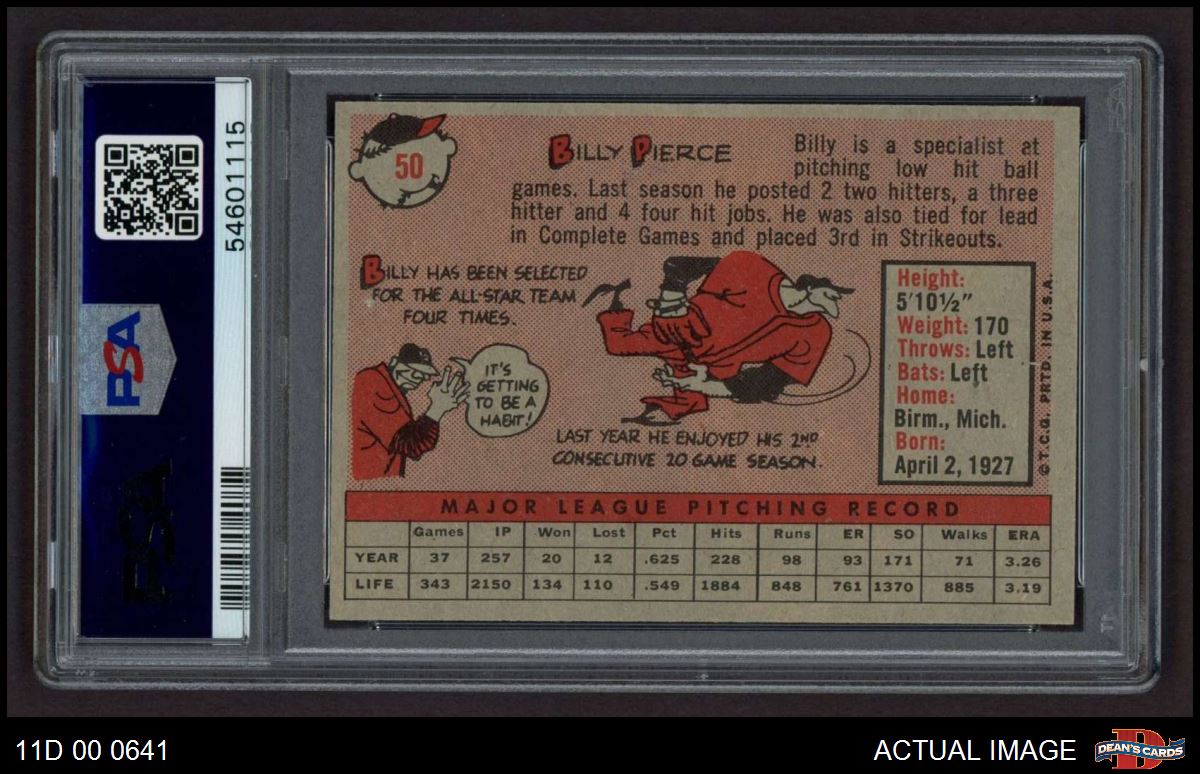 54601115
PSA
PSA
50
BILLY PIERCE
Billy is a specialist at
pitching low hit ball
games. Last season he posted 2 two hitters, a three
hitter and 4 four hit jobs. He was also tied for lead
in Complete Games and placed 3rd in Strikeouts.
BILLY HAS BEEN SELECTED
FOR THE ALL-STAR TEAM
FOUR TIMES.
IT'S
GETTING
TO BE A
HABIT!
LAST YEAR HE ENJOYED HIS 2ND
CONSECUTIVE 20 GAME SEASON.
Height:
5'10½"
Weight: 170
Throws: Left
Bats: Left
Home:
Birm., Mich.
Born:
April 2, 1927
©T.C.G. PRTD. IN U.S.A.
MAJOR LEAGUE PITCHING RECORD
Games IP Won Lost Pct Hits Runs ER SO Walks ERA
YEAR 37 257 20 12 .625 228 98 93 171 71 3.26
LIFE 343 2150 134 110 .549 1884 848 761 1370 885 3.19
11D 00 0641
ACTUAL IMAGE
DEAN'S CARDS